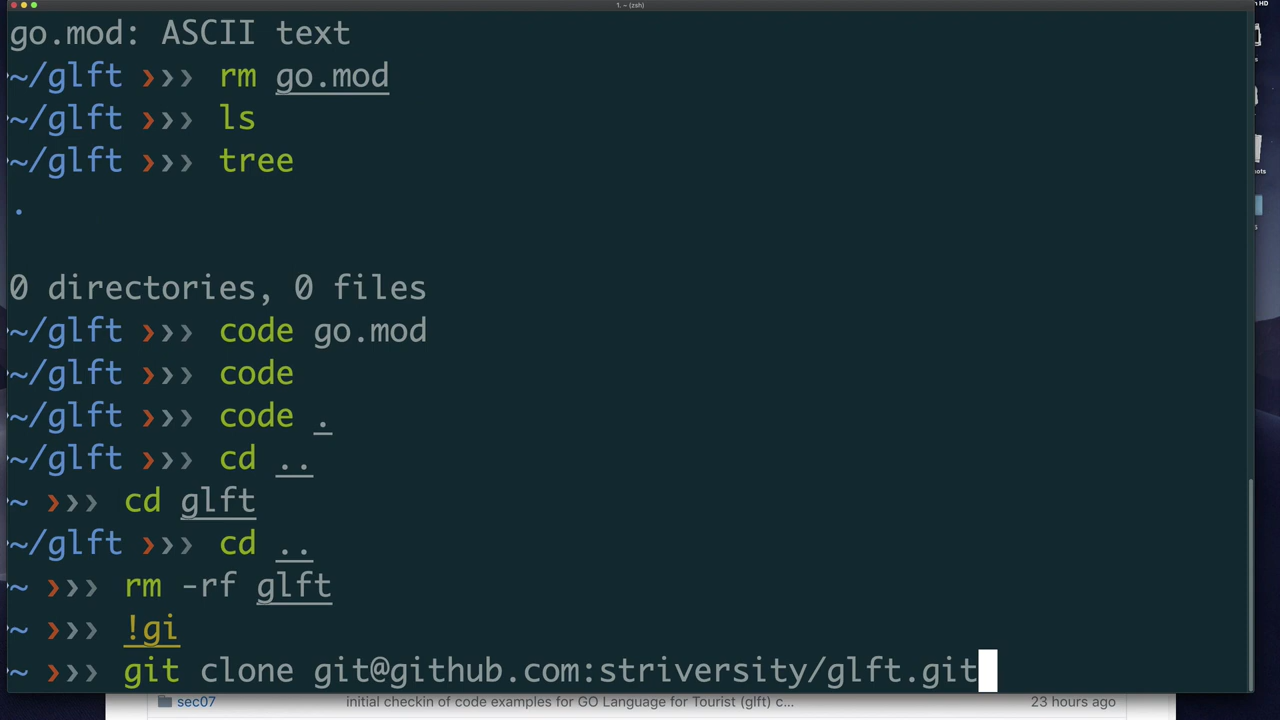 1. ~ (zsh)
go.mod: ASCII text
~/glft ❯❯❯ rm go.mod
~/glft ❯❯❯ ls
~/glft ❯❯❯ tree
.
0 directories, 0 files
~/glft ❯❯❯ code go.mod
~/glft ❯❯❯ code
~/glft ❯❯❯ code .
~/glft ❯❯❯ cd ..
~ ❯❯❯ cd glft
~/glft ❯❯❯ cd ..
~ ❯❯❯ rm -rf glft
~ ❯❯❯ !gi
~ ❯❯❯ git clone git@github.com:striversity/glft.git
sec07 initial checkin of code examples for GO Language for Tourist (glft) c... 23 hours ago